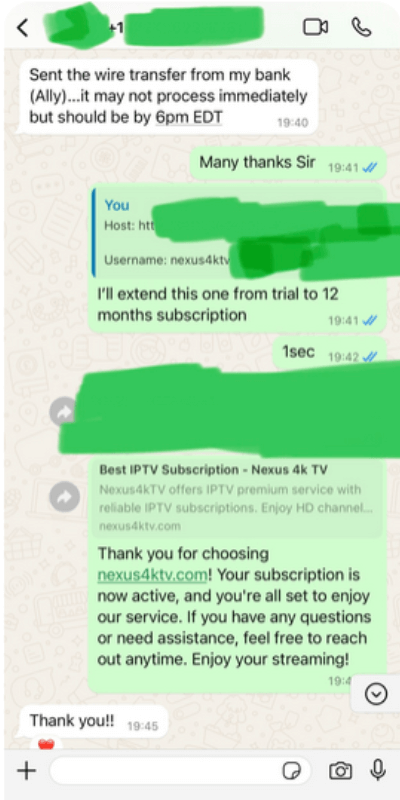 +1
Sent the wire transfer from my bank
(Ally)...it may not process immediately
but should be by 6pm EDT
19:40
Many thanks Sir 19:41
You
Host: htt
Username: nexus4ktv
I'll extend this one from trial to 12
months subscription
19:41
1sec 19:42
Best IPTV Subscription - Nexus 4k TV
Nexus4kTV offers IPTV premium service with
reliable IPTV subscriptions. Enjoy HD channel...
nexus4ktv.com
Thank you for choosing
nexus4ktv.com! Your subscription is
now active, and you're all set to enjoy
our service. If you have any questions
or need assistance, feel free to reach
out anytime. Enjoy your streaming!
19:4
Thank you!! 19:45